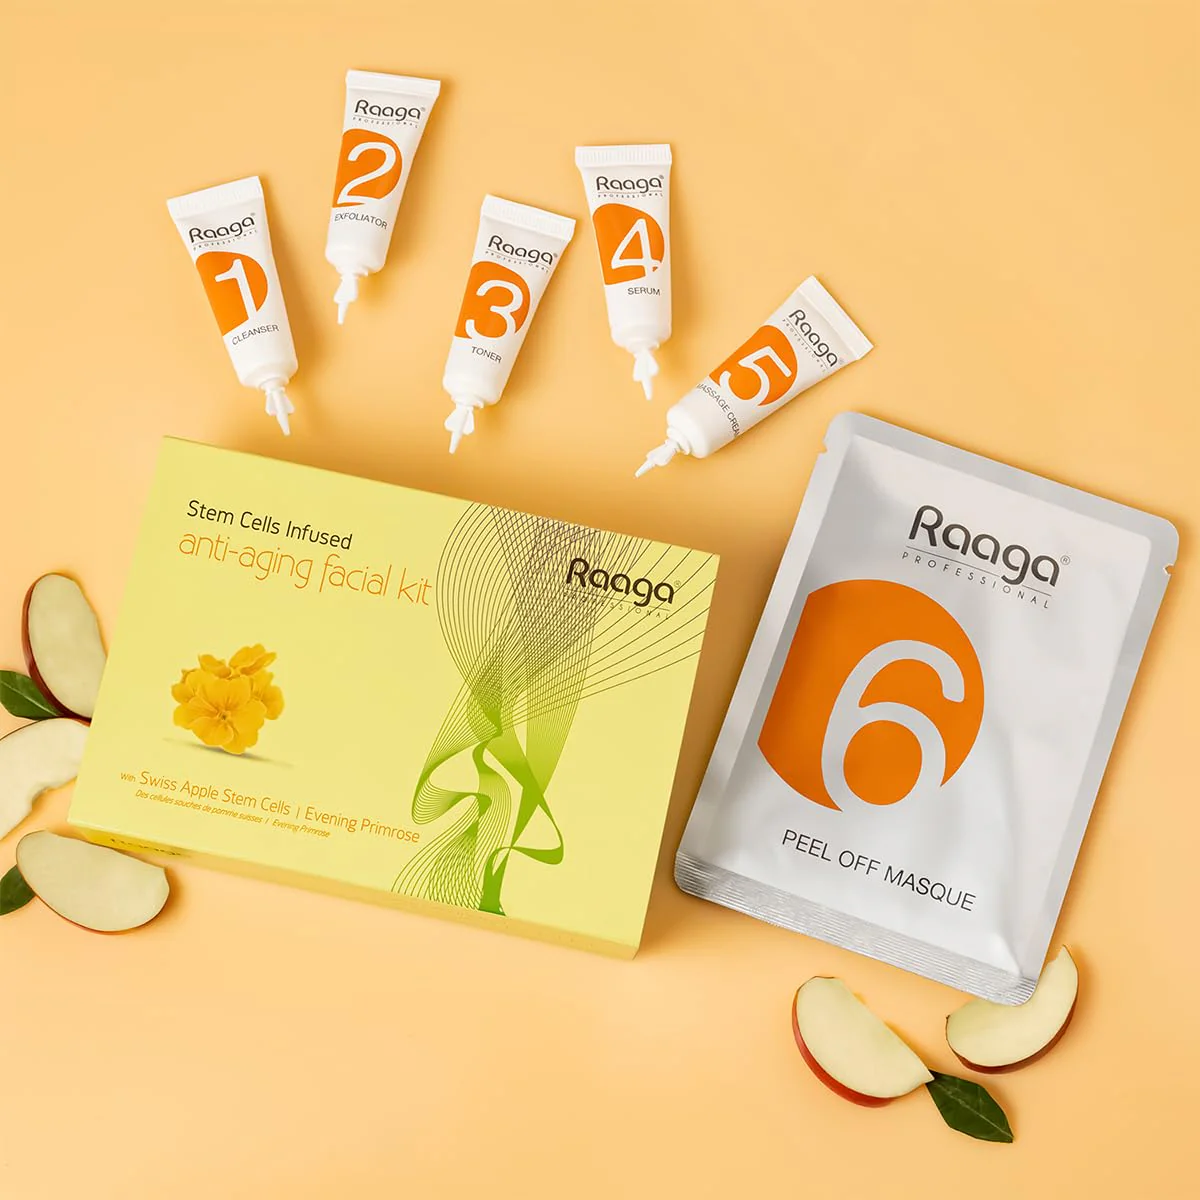 Raaga®
PROFESSIONAL
1
CLEANSER
Raaga®
PROFESSIONAL
2
EXFOLIATOR
Raaga®
PROFESSIONAL
3
TONER
Raaga®
PROFESSIONAL
4
SERUM
Raaga®
PROFESSIONAL
5
MASSAGE CREAM
Stem Cells Infused
anti-aging facial kit
Raaga®
PROFESSIONAL
With Swiss Apple Stem Cells | Evening Primrose
Des cellules souches de pomme suisses | Evening Primrose
Raaga®
PROFESSIONAL
6
PEEL OFF MASQUE